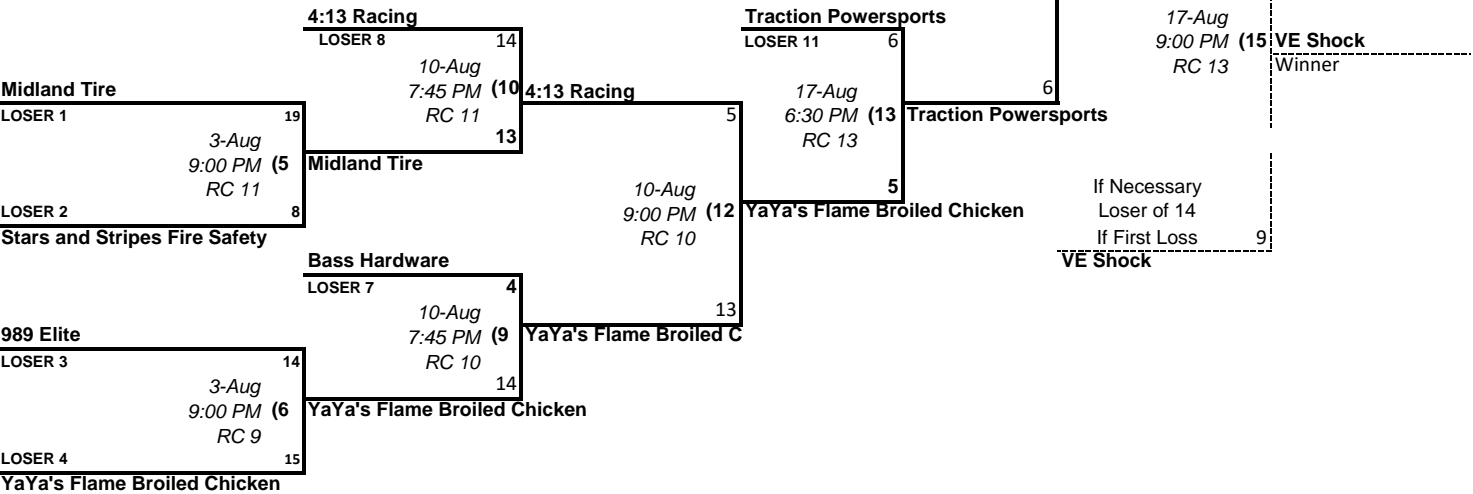 4:13 Racing
LOSER 8 14
10-Aug
7:45 PM (10
RC 11
13
Midland Tire
Midland Tire
LOSER 1 19
3-Aug
9:00 PM (5
RC 11
LOSER 2 8
Stars and Stripes Fire Safety
Bass Hardware
LOSER 7 4
10-Aug
7:45 PM (9
RC 10
14
YaYa's Flame Broiled Chicken
989 Elite
LOSER 3 14
3-Aug
9:00 PM (6
RC 9
LOSER 4 15
YaYa's Flame Broiled Chicken
4:13 Racing
5
10-Aug
9:00 PM (12
RC 10
13
YaYa's Flame Broiled C
Traction Powersports
LOSER 11 6
17-Aug
6:30 PM (13
RC 13
5
YaYa's Flame Broiled Chicken
6
Traction Powersports
17-Aug
9:00 PM (15
RC 13
VE Shock
Winner
If Necessary
Loser of 14
If First Loss 9
VE Shock